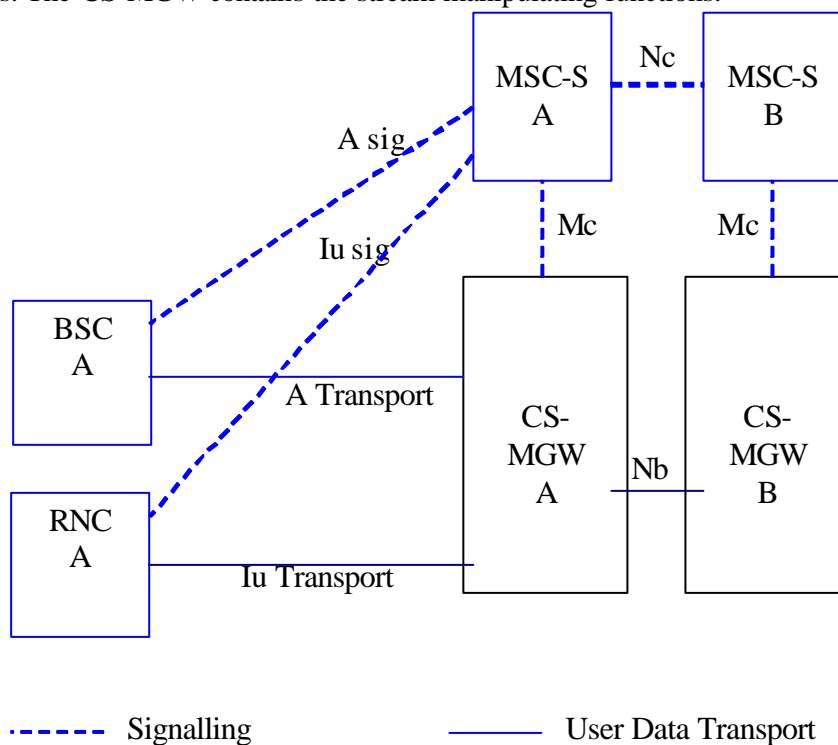 s. The CS-MGW contains the stream manipulating functions.
MSC-S
A
Nc
MSC-S
B
A sig
Iu sig
Mc
Mc
BSC
A
A Transport
CS-
MGW
A
Nb
CS-
MGW
B
RNC
A
Iu Transport
Signalling
User Data Transport